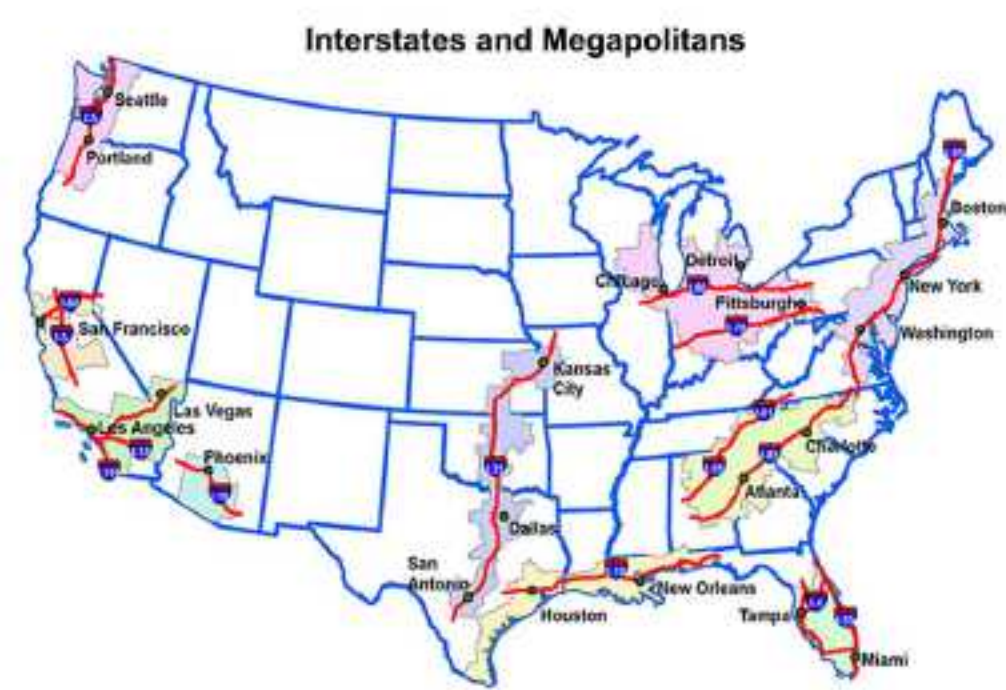 Interstates and Megapolitans
Seattle
Portland
Boston
Detroit
Chicago
New York
Pittsburgh
San Francisco
Washington
Kansas
City
Las Vegas
Los Angeles
Charlotte
Phoenix
Atlanta
Dallas
San
Antonio
New Orleans
Houston
Tampa
Miami